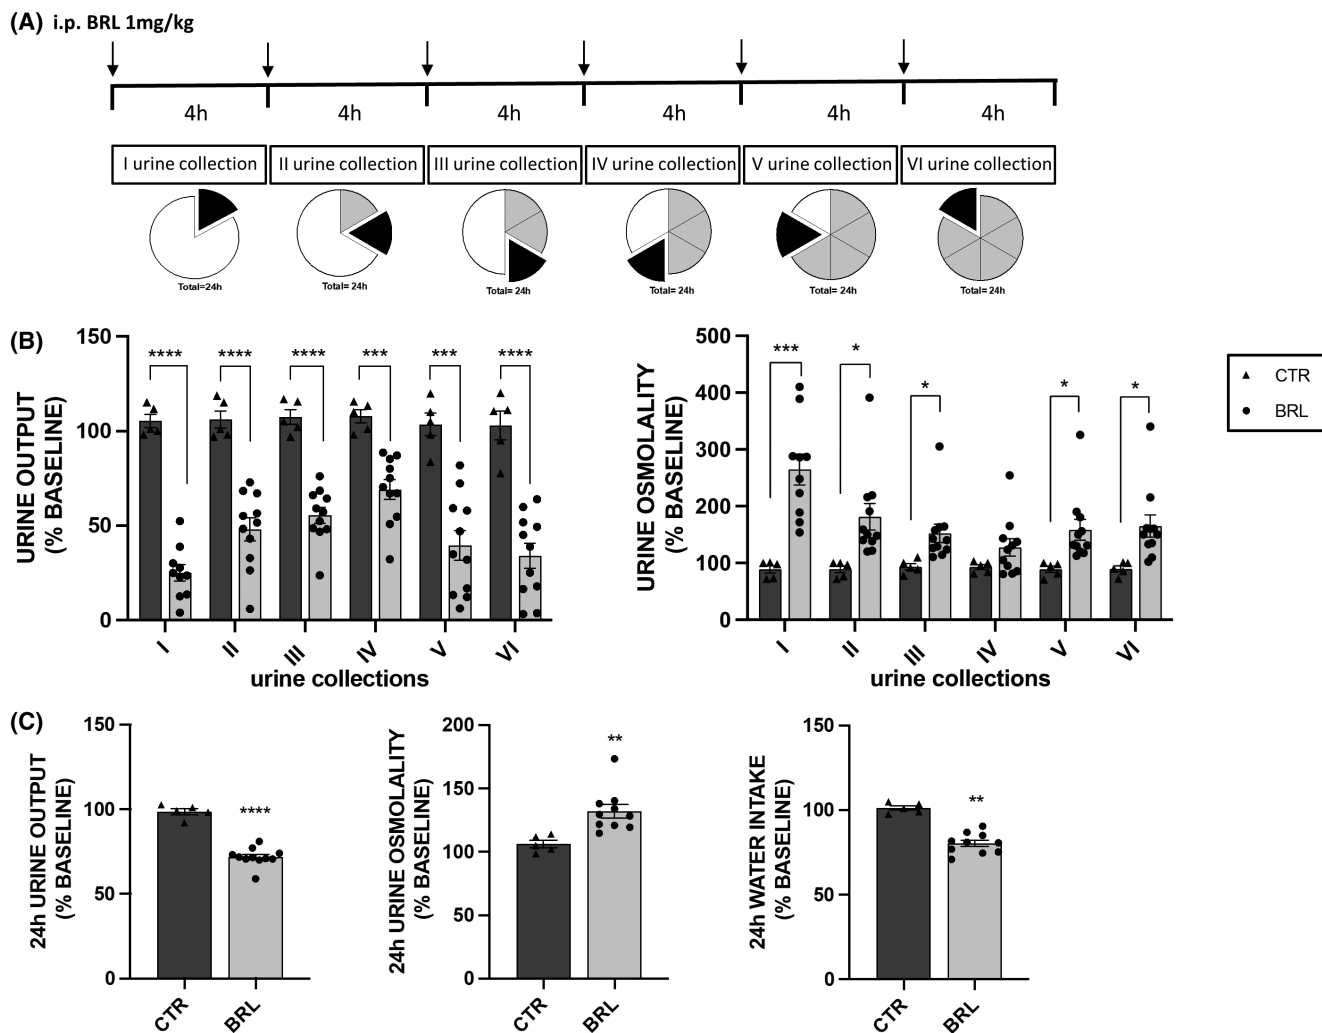 (A) i.p. BRL 1mg/kg
4h 4h 4h 4h 4h 4h
I urine collection II urine collection III urine collection IV urine collection V urine collection VI urine collection
Total=24h Total= 24h Total= 24h Total= 24h Total= 24h Total= 24h
(B)
URINE OUTPUT
(% BASELINE)
150
100
50
0
**** **** **** *** *** ****
I II III IV V VI
urine collections
URINE OSMOLALITY
(% BASELINE)
500
400
300
200
100
0
*** * * * *
I II III IV V VI
urine collections
CTR
BRL
(C)
24h URINE OUTPUT
(% BASELINE)
150
100
50
0
****
CTR BRL
24h URINE OSMOLALITY
(% BASELINE)
200
150
100
50
0
**
CTR BRL
24h WATER INTAKE
(% BASELINE)
150
100
50
0
**
CTR BRL